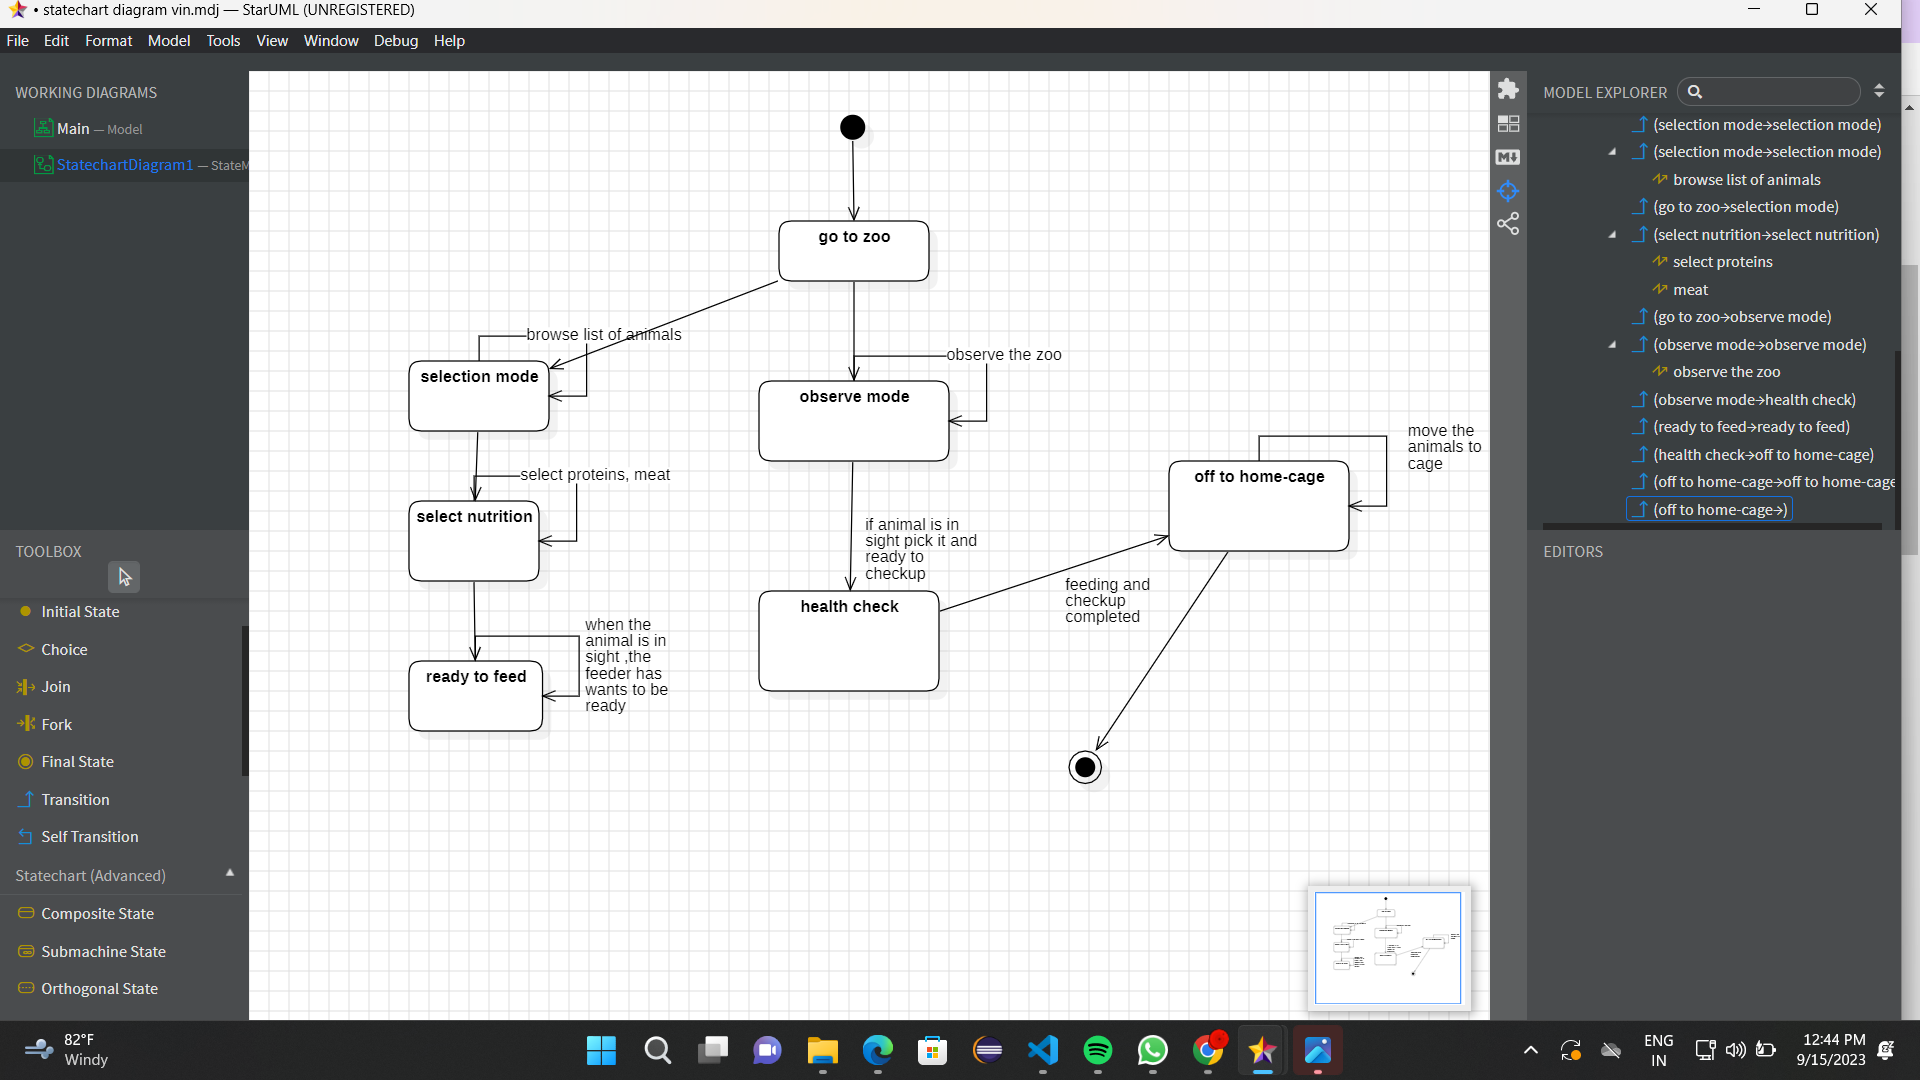 • statechart diagram vin.mdj — StarUML (UNREGISTERED)
File Edit Format Model Tools View Window Debug Help
WORKING DIAGRAMS
Main — Model
StatechartDiagram1 — StateM
TOOLBOX
Initial State
Choice
Join
Fork
Final State
Transition
Self Transition
Statechart (Advanced)
Composite State
Submachine State
Orthogonal State
go to zoo
browse list of animals
selection mode
observe the zoo
observe mode
select proteins, meat
select nutrition
move the
animals to
cage
off to home-cage
if animal is in
sight pick it and
ready to
checkup
health check
feeding and
checkup
completed
when the
animal is in
sight ,the
feeder has
wants to be
ready
ready to feed
MODEL EXPLORER
(selection mode→selection mode)
(selection mode→selection mode)
browse list of animals
(go to zoo→selection mode)
(select nutrition→select nutrition)
select proteins
meat
(go to zoo→observe mode)
(observe mode→observe mode)
observe the zoo
(observe mode→health check)
(ready to feed→ready to feed)
(health check→off to home-cage)
(off to home-cage→off to home-cage
(off to home-cage→)
EDITORS
82°F
Windy
ENG
IN
12:44 PM
9/15/2023